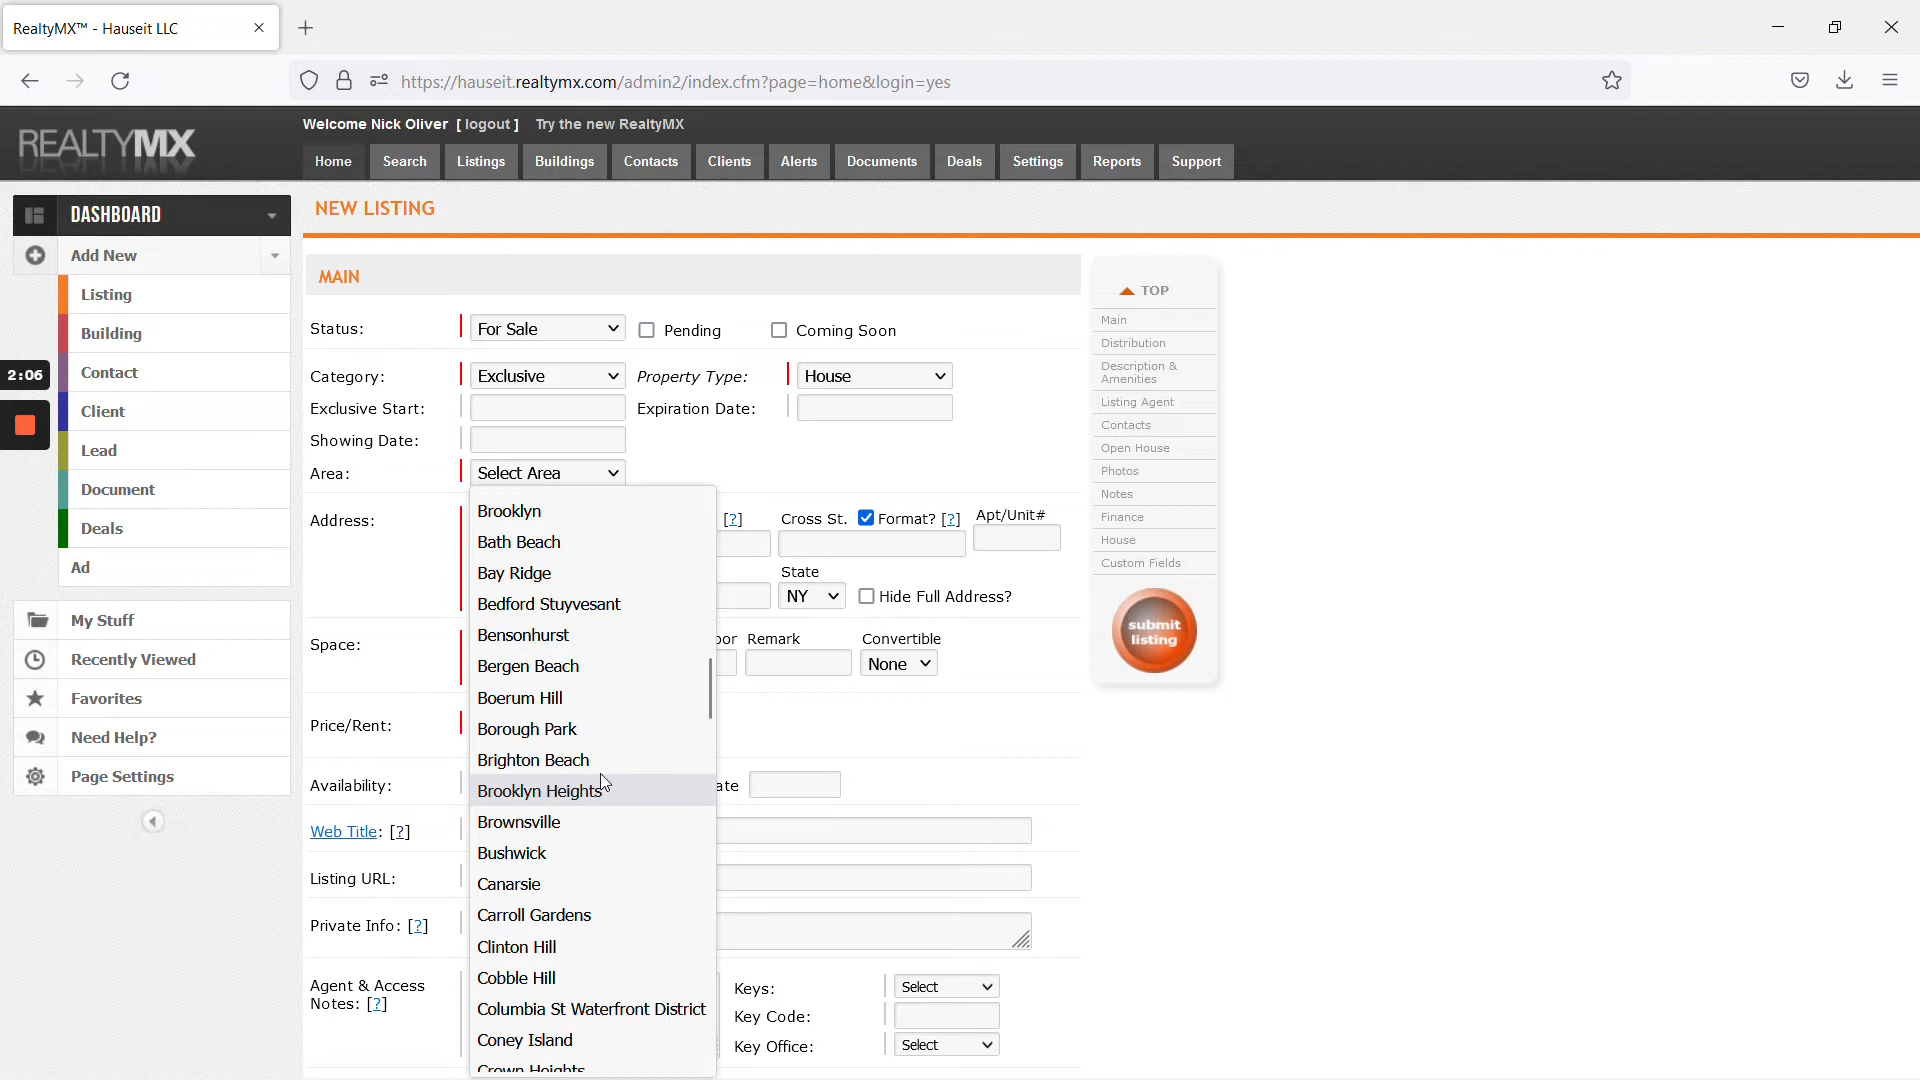 RealtyMX™ - Hauseit LLC
https://hauseit.realtymx.com/admin2/index.cfm?page=home&login=yes
REALTYMX
Welcome Nick Oliver [ logout ] Try the new RealtyMX
Home Search Listings Buildings Contacts Clients Alerts Documents Deals Settings Reports Support
DASHBOARD
Add New
Listing
Building
2:06
Contact
Client
Lead
Document
Deals
Ad
My Stuff
Recently Viewed
Favorites
Need Help?
Page Settings
NEW LISTING
MAIN
Status: For Sale Pending Coming Soon
Category: Exclusive Property Type: House
Exclusive Start: Expiration Date:
Showing Date:
Area: Select Area
Brooklyn
Bath Beach
Bay Ridge
Bedford Stuyvesant
Bensonhurst
Bergen Beach
Boerum Hill
Borough Park
Brighton Beach
Brooklyn Heights
Brownsville
Bushwick
Canarsie
Carroll Gardens
Clinton Hill
Cobble Hill
Columbia St Waterfront District
Coney Island
Crown Heights
Address: [?] Cross St. Format? [?] Apt/Unit#
State
NY Hide Full Address?
Space: oor Remark Convertible
None
Price/Rent:
Availability: ate
Web Title: [?]
Listing URL:
Private Info: [?]
Agent & Access
Notes: [?]
Keys: Select
Key Code:
Key Office: Select
TOP
Main
Distribution
Description &
Amenities
Listing Agent
Contacts
Open House
Photos
Notes
Finance
House
Custom Fields
submit
listing